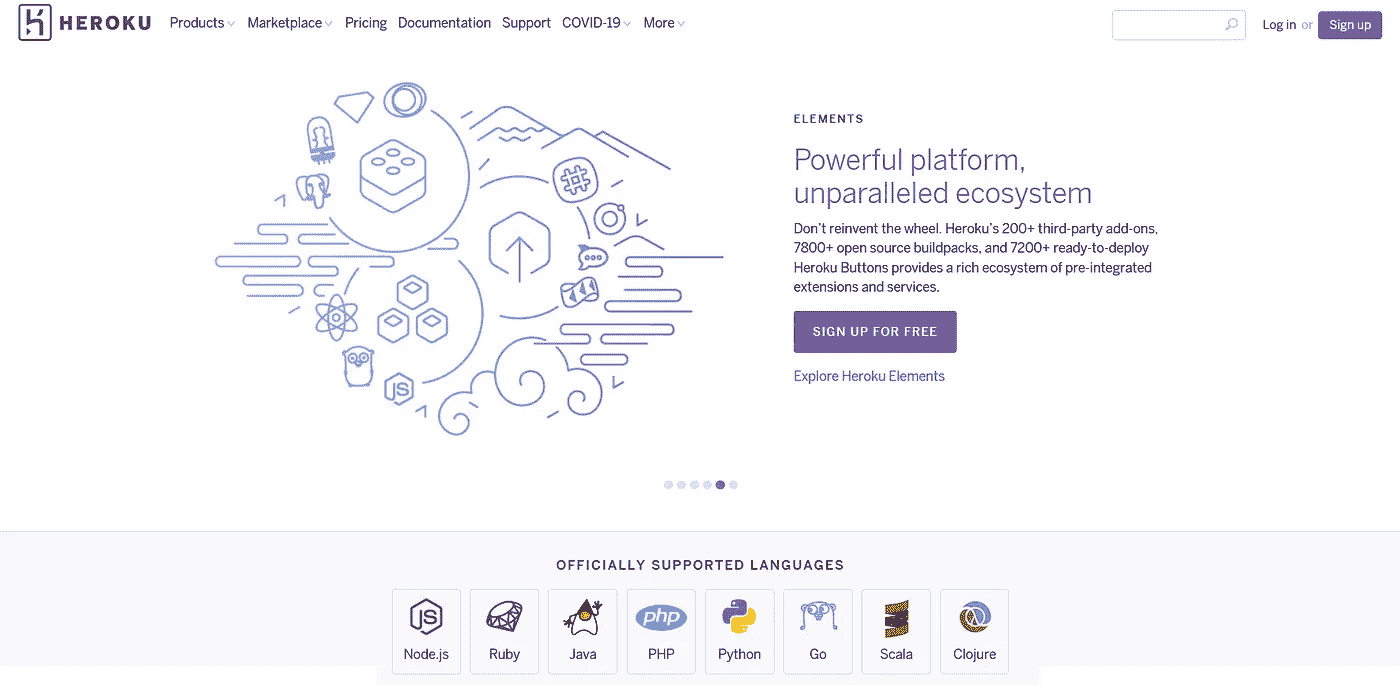 HEROKU Products Marketplace Pricing Documentation Support COVID-19 More Log in or Sign up
ELEMENTS
Powerful platform,
unparalleled ecosystem
Don't reinvent the wheel. Heroku's 200+ third-party add-ons,
7800+ open source buildpacks, and 7200+ ready-to-deploy
Heroku Buttons provides a rich ecosystem of pre-integrated
extensions and services.
SIGN UP FOR FREE
Explore Heroku Elements
JS
OFFICIALLY SUPPORTED LANGUAGES
JS php
Node.js Ruby Java PHP Python Go Scala Clojure